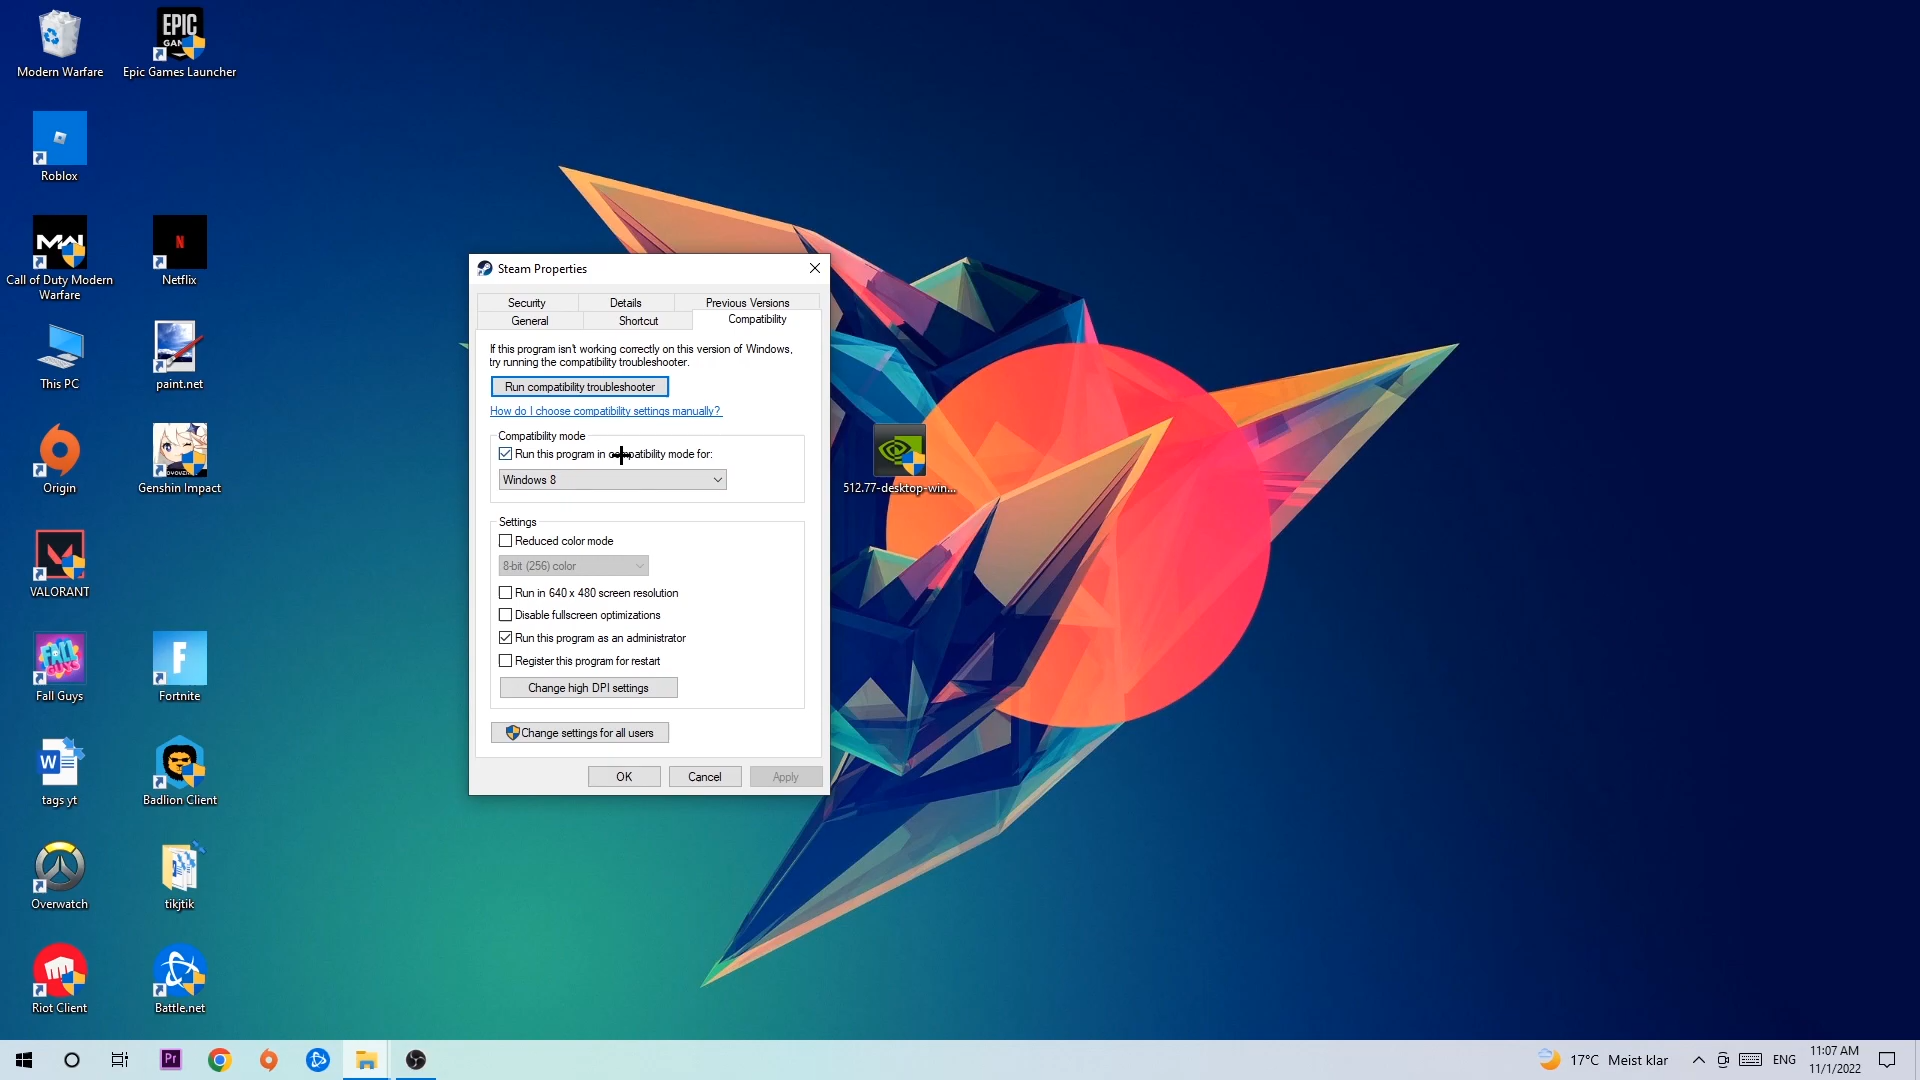 Modern Warfare
EPIC
GAMES
Epic Games Launcher
Roblox
MW
Call of Duty Modern
Warfare
N
Netflix
This PC
paint.net
Origin
Genshin Impact
VALORANT
FALL
GUYS
Fall Guys
F
Fortnite
W
tags yt
Badlion Client
Overwatch
tikjtik
Riot Client
Battle.net
512.77-desktop-win...
Steam Properties
Security
Details
Previous Versions
General
Shortcut
Compatibility
If this program isn't working correctly on this version of Windows,
try running the compatibility troubleshooter.
Run compatibility troubleshooter
How do I choose compatibility settings manually?
Compatibility mode
Run this program in compatibility mode for:
Windows 8
Settings
Reduced color mode
8-bit (256) color
Run in 640 x 480 screen resolution
Disable fullscreen optimizations
Run this program as an administrator
Register this program for restart
Change high DPI settings
Change settings for all users
OK
Cancel
Apply
Pr
17°C Meist klar
ENG
11:07 AM
11/1/2022